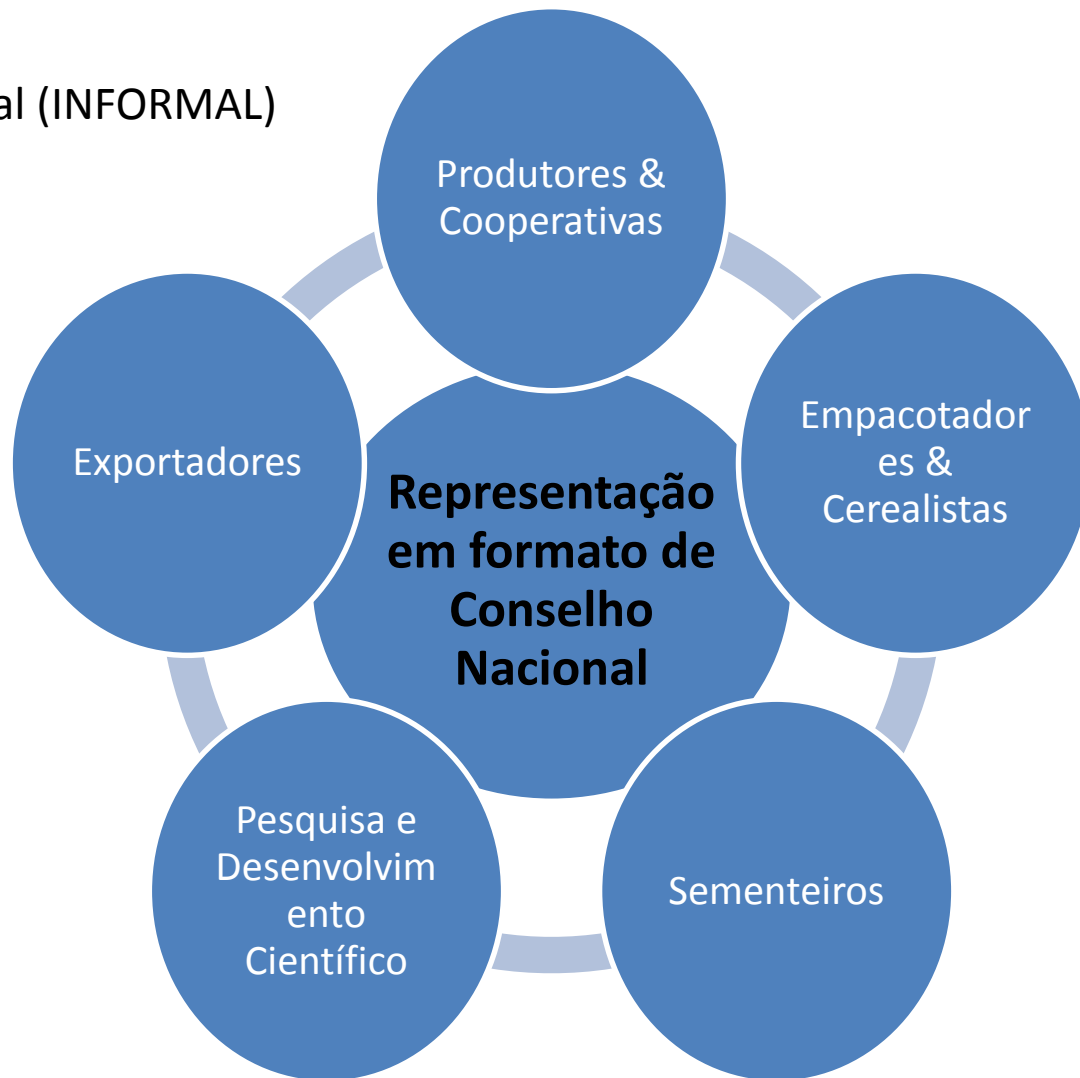 al (INFORMAL)
Produtores &
Cooperativas
Empacotador
es &
Cerealistas
Sementeiros
Pesquisa e
Desenvolvim
ento
Científico
Exportadores
Representação
em formato de
Conselho
Nacional